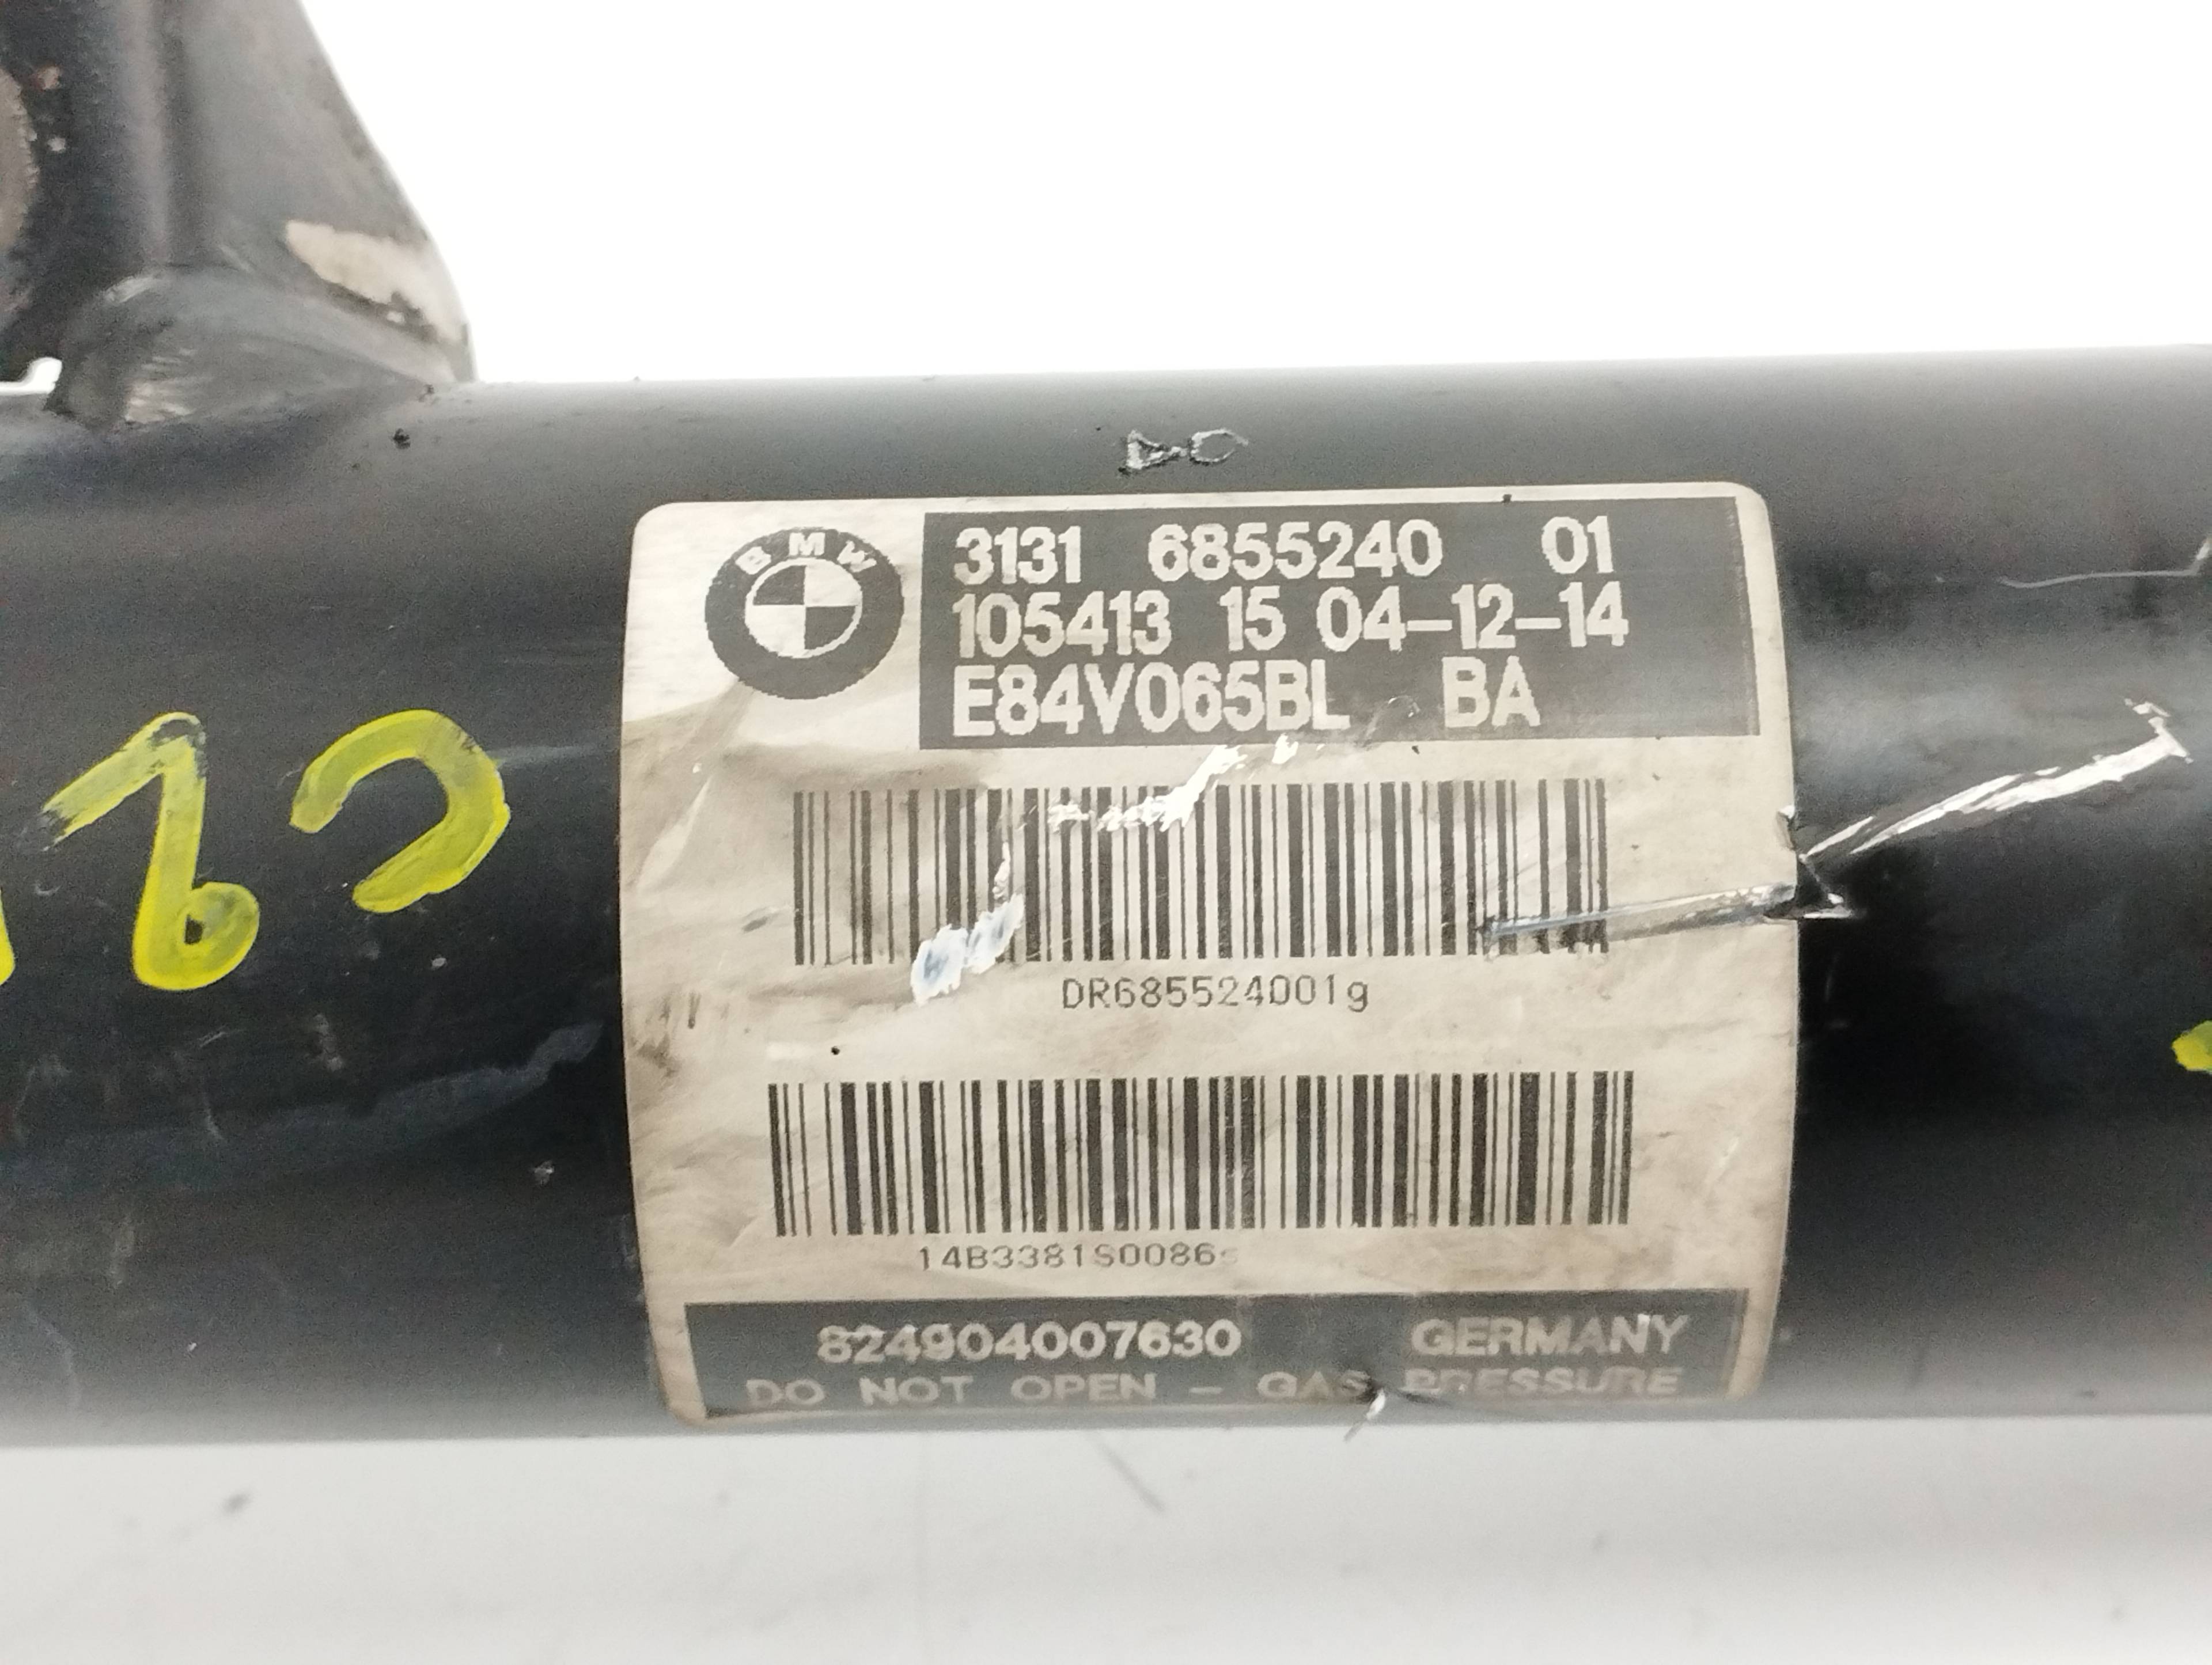 BMW
3131 6855240 01
105413 15 04-12-14
E84V065BL BA
DR685524001g
14B3381S0086
824904007630 GERMANY
DO NOT OPEN - GAS PRESSURE